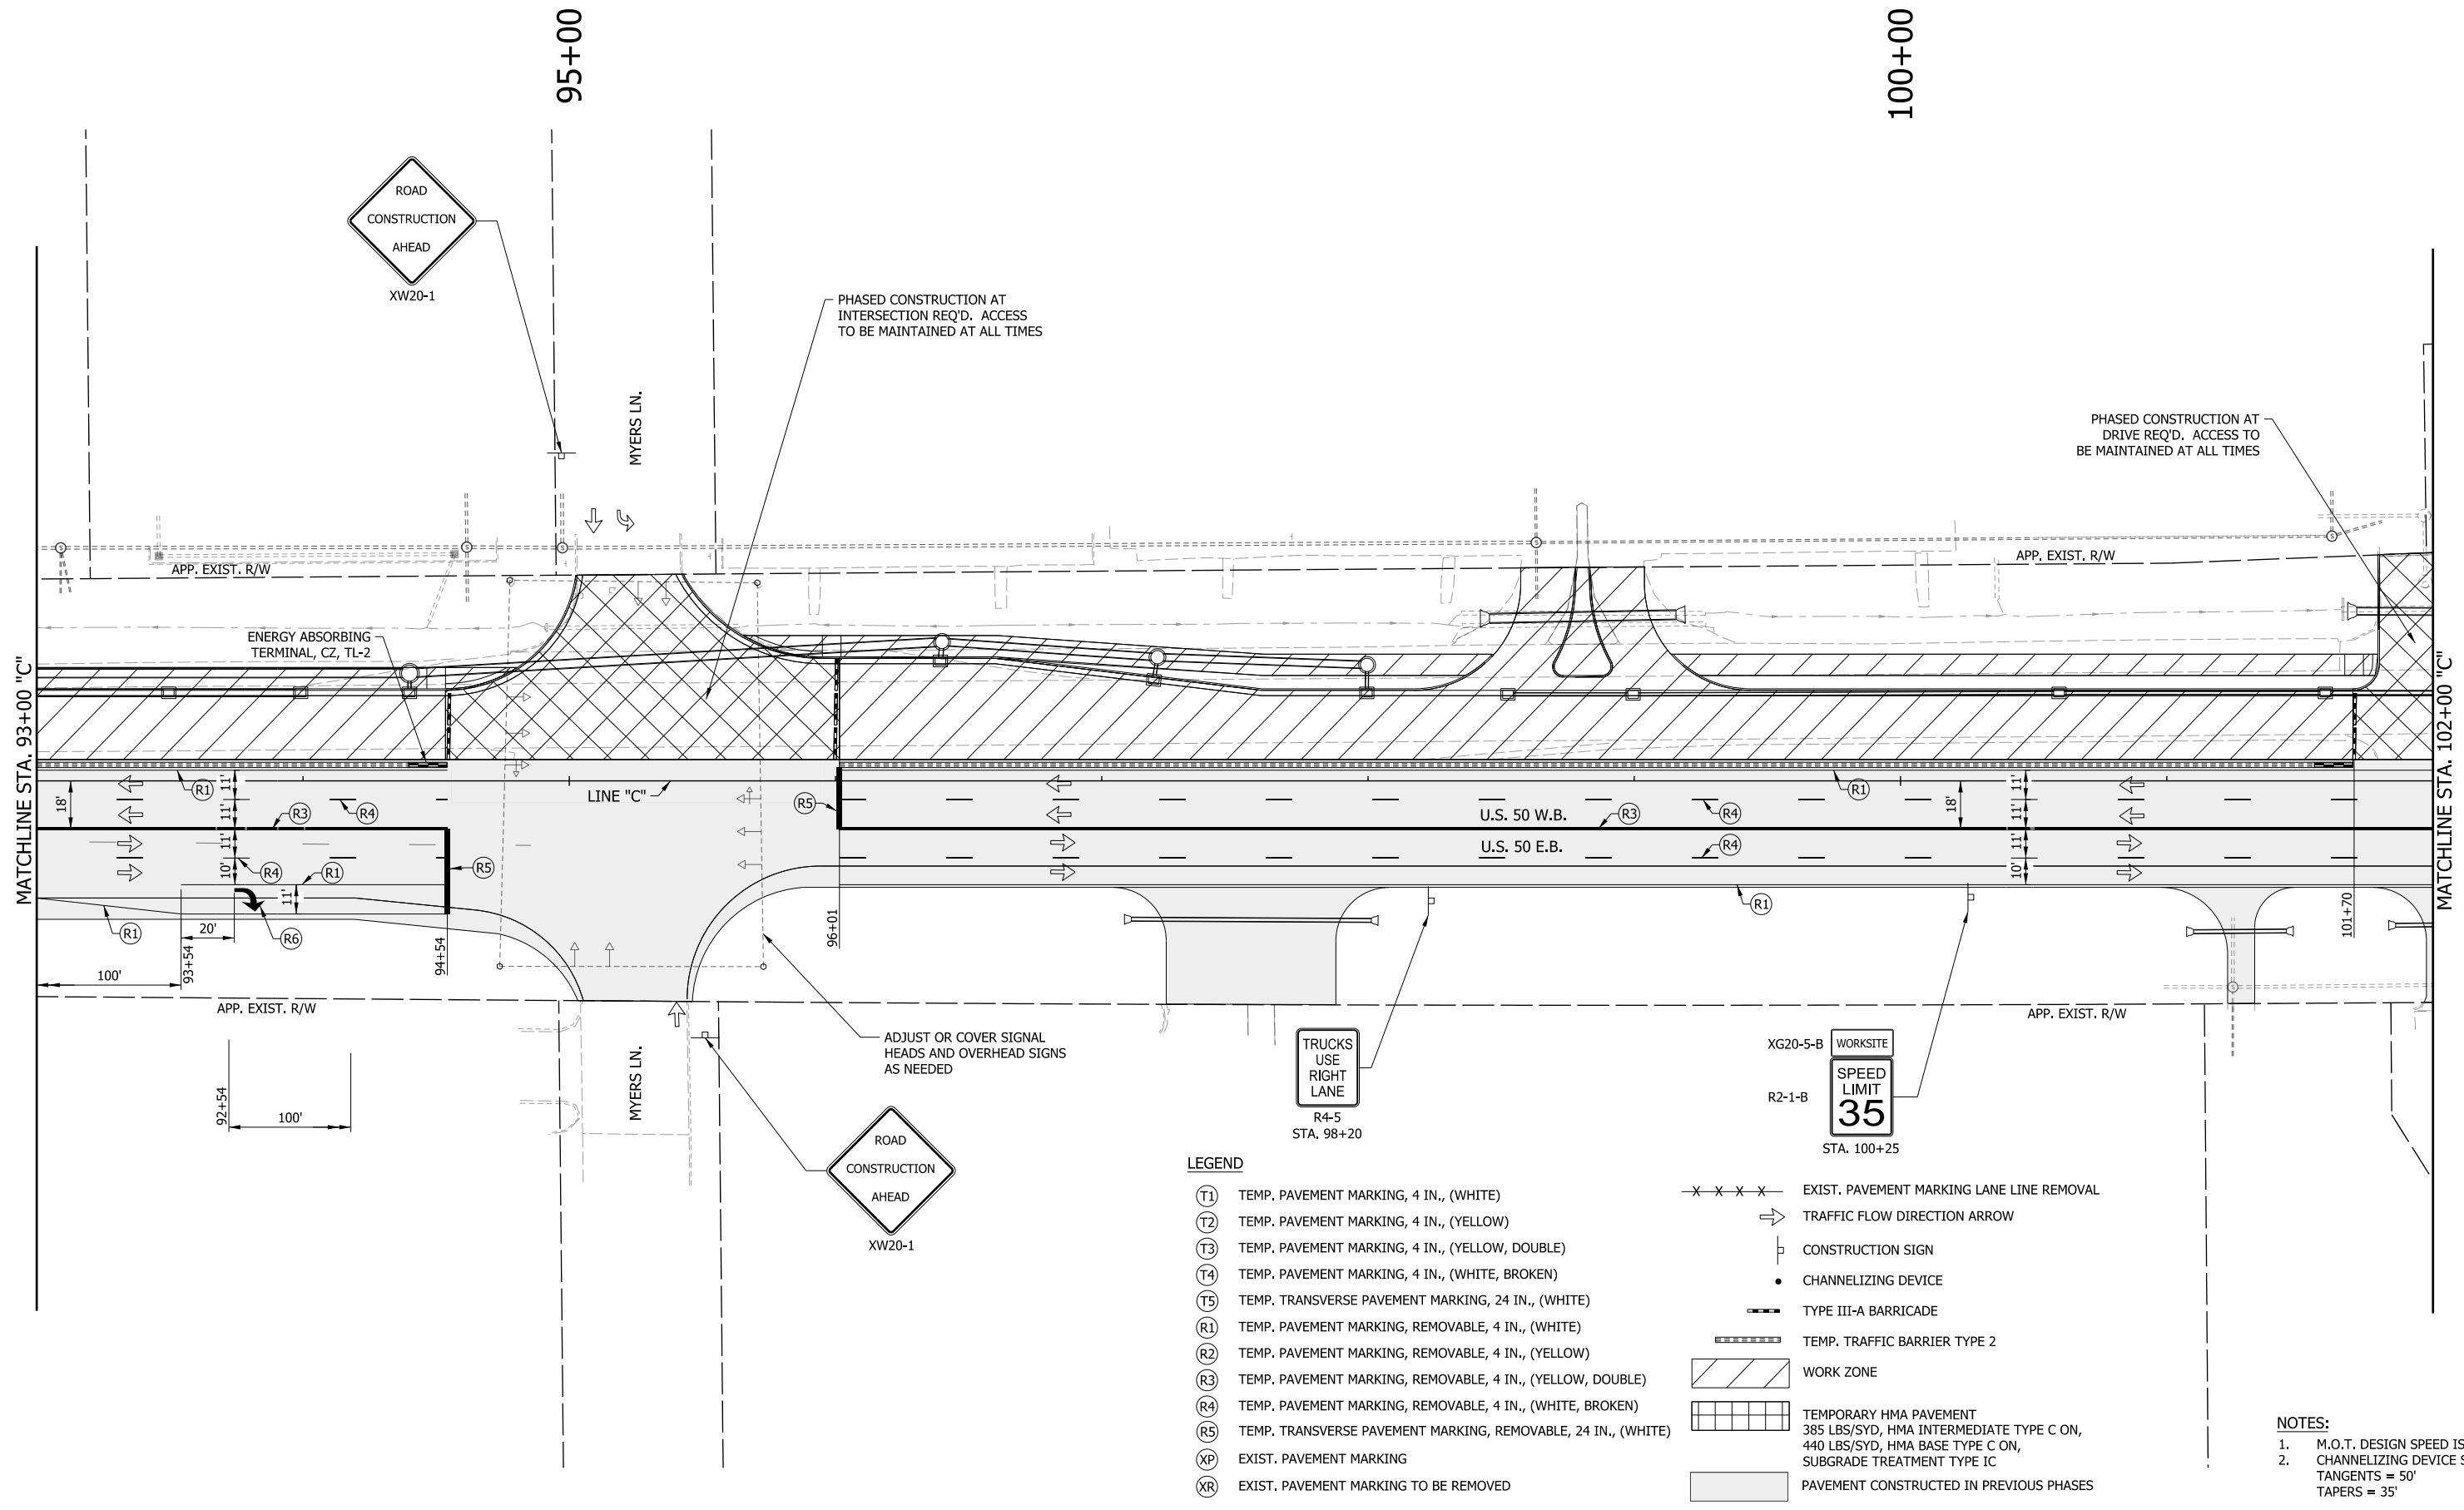 95+00
100+00
ROAD
CONSTRUCTION
AHEAD
XW20-1
PHASED CONSTRUCTION AT
INTERSECTION REQ'D. ACCESS
TO BE MAINTAINED AT ALL TIMES
MYERS LN.
PHASED CONSTRUCTION AT
DRIVE REQ'D. ACCESS TO
BE MAINTAINED AT ALL TIMES
APP. EXIST. R/W
APP. EXIST. R/W
ENERGY ABSORBING
TERMINAL, CZ, TL-2
MATCHLINE STA. 93+00 "C"
MATCHLINE STA. 102+00 "C"
R1
18'
11'
11'
11'
10'
R3
R4
LINE "C"
R5
R1
R4
R1
R5
R6
11'
20'
100'
93+54
94+54
96+01
U.S. 50 W.B.
U.S. 50 E.B.
R3
R4
R4
R1
18'
11'
11'
11'
10'
R1
101+70
APP. EXIST. R/W
APP. EXIST. R/W
92+54
100'
MYERS LN.
ADJUST OR COVER SIGNAL
HEADS AND OVERHEAD SIGNS
AS NEEDED
ROAD
CONSTRUCTION
AHEAD
XW20-1
TRUCKS
USE
RIGHT
LANE
R4-5
STA. 98+20
XG20-5-B
WORKSITE
R2-1-B
SPEED
LIMIT
35
STA. 100+25
LEGEND
T1 TEMP. PAVEMENT MARKING, 4 IN., (WHITE)
T2 TEMP. PAVEMENT MARKING, 4 IN., (YELLOW)
T3 TEMP. PAVEMENT MARKING, 4 IN., (YELLOW, DOUBLE)
T4 TEMP. PAVEMENT MARKING, 4 IN., (WHITE, BROKEN)
T5 TEMP. TRANSVERSE PAVEMENT MARKING, 24 IN., (WHITE)
R1 TEMP. PAVEMENT MARKING, REMOVABLE, 4 IN., (WHITE)
R2 TEMP. PAVEMENT MARKING, REMOVABLE, 4 IN., (YELLOW)
R3 TEMP. PAVEMENT MARKING, REMOVABLE, 4 IN., (YELLOW, DOUBLE)
R4 TEMP. PAVEMENT MARKING, REMOVABLE, 4 IN., (WHITE, BROKEN)
R5 TEMP. TRANSVERSE PAVEMENT MARKING, REMOVABLE, 24 IN., (WHITE)
XP EXIST. PAVEMENT MARKING
XR EXIST. PAVEMENT MARKING TO BE REMOVED
X X X X EXIST. PAVEMENT MARKING LANE LINE REMOVAL
TRAFFIC FLOW DIRECTION ARROW
CONSTRUCTION SIGN
CHANNELIZING DEVICE
TYPE III-A BARRICADE
TEMP. TRAFFIC BARRIER TYPE 2
WORK ZONE
TEMPORARY HMA PAVEMENT
385 LBS/SYD, HMA INTERMEDIATE TYPE C ON,
440 LBS/SYD, HMA BASE TYPE C ON,
SUBGRADE TREATMENT TYPE IC
PAVEMENT CONSTRUCTED IN PREVIOUS PHASES
NOTES:
1. M.O.T. DESIGN SPEED IS
2. CHANNELIZING DEVICE S
TANGENTS = 50'
TAPERS = 35'